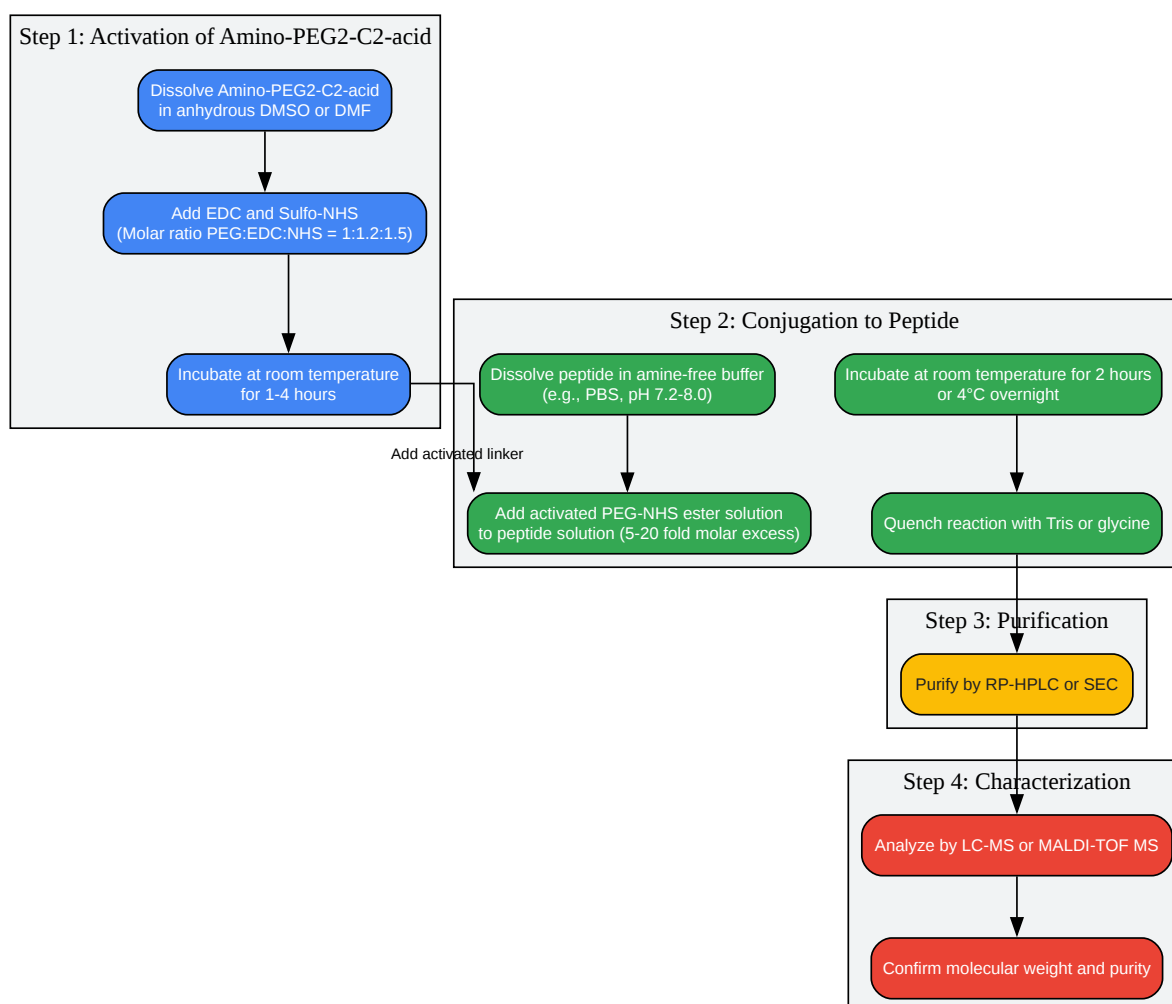 Step 1: Activation of Amino-PEG2-C2-acid
Dissolve Amino-PEG2-C2-acid
in anhydrous DMSO or DMF
Add EDC and Sulfo-NHS
(Molar ratio PEG:EDC:NHS = 1:1.2:1.5)
Incubate at room temperature
for 1-4 hours
Add activated linker
Step 2: Conjugation to Peptide
Dissolve peptide in amine-free buffer
(e.g., PBS, pH 7.2-8.0)
Add activated PEG-NHS ester solution
to peptide solution (5-20 fold molar excess)
Incubate at room temperature for 2 hours
or 4°C overnight
Quench reaction with Tris or glycine
Step 3: Purification
Purify by RP-HPLC or SEC
Step 4: Characterization
Analyze by LC-MS or MALDI-TOF MS
Confirm molecular weight and purity